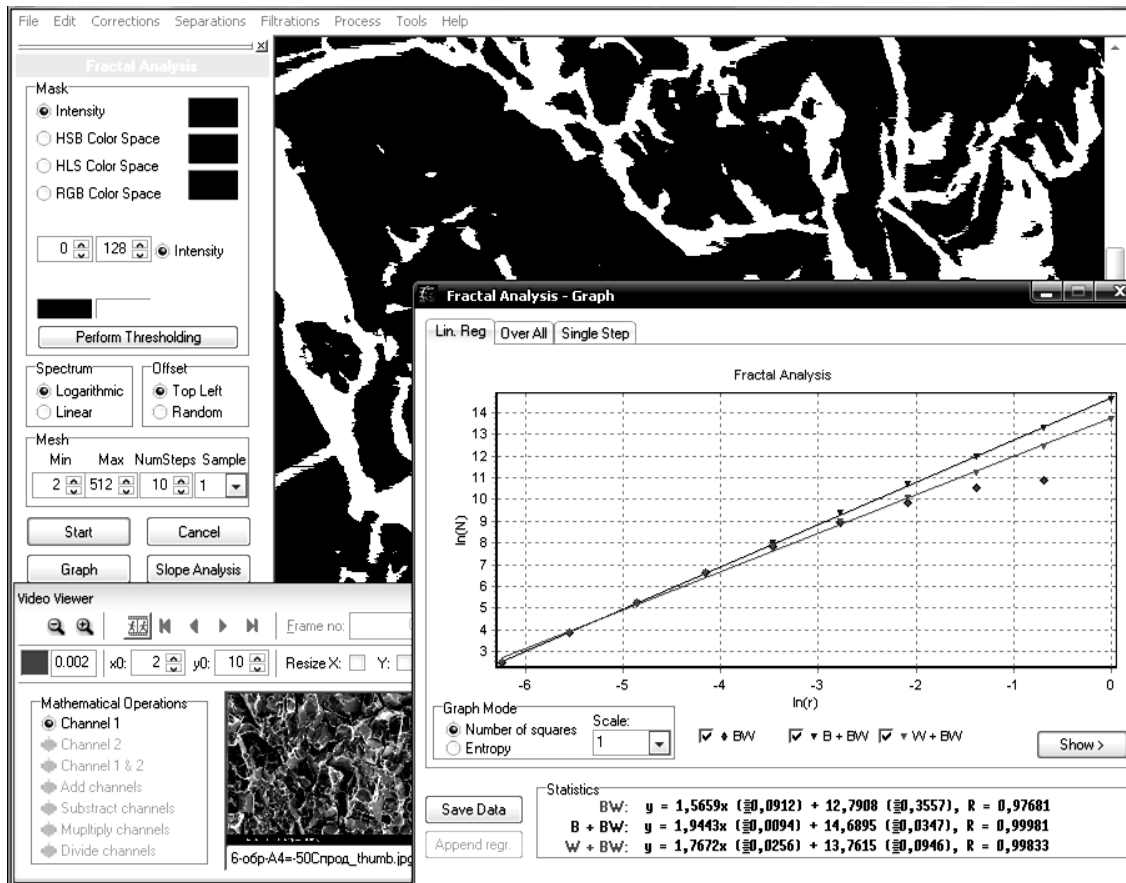 File Edit Corrections Separations Filtrations Process Tools Help
Fractal Analysis
Mask
Intensity
HSB Color Space
HLS Color Space
RGB Color Space
0 128 Intensity
Perform Thresholding
Spectrum Offset
Logarithmic Top Left
Linear Random
Mesh
Min Max NumSteps Sample
2 512 10 1
Start Cancel
Graph Slope Analysis
Video Viewer
Frame no:
0.002 x0: 2 y0: 10 Resize X: Y:
Mathematical Operations
Channel 1
Channel 2
Channel 1 & 2
Add channels
Substract channels
Mupltiply channels
Divide channels
6-обр-А4=-50Спрод_thumb.jpg
Fractal Analysis - Graph
Lin. Reg Over All Single Step
Fractal Analysis
ln(N)
14
13
12
11
10
9
8
7
6
5
4
3
-6 -5 -4 -3 -2 -1 0
ln(r)
Graph Mode
Number of squares
Entropy
Scale:
1
BW B + BW W + BW
Show >
Save Data
Append regr.
Statistics
BW: y = 1,5659x (±0,0912) + 12,7908 (±0,3557), R = 0,97681
B + BW: y = 1,9443x (±0,0094) + 14,6895 (±0,0347), R = 0,99981
W + BW: y = 1,7672x (±0,0256) + 13,7615 (±0,0946), R = 0,99833